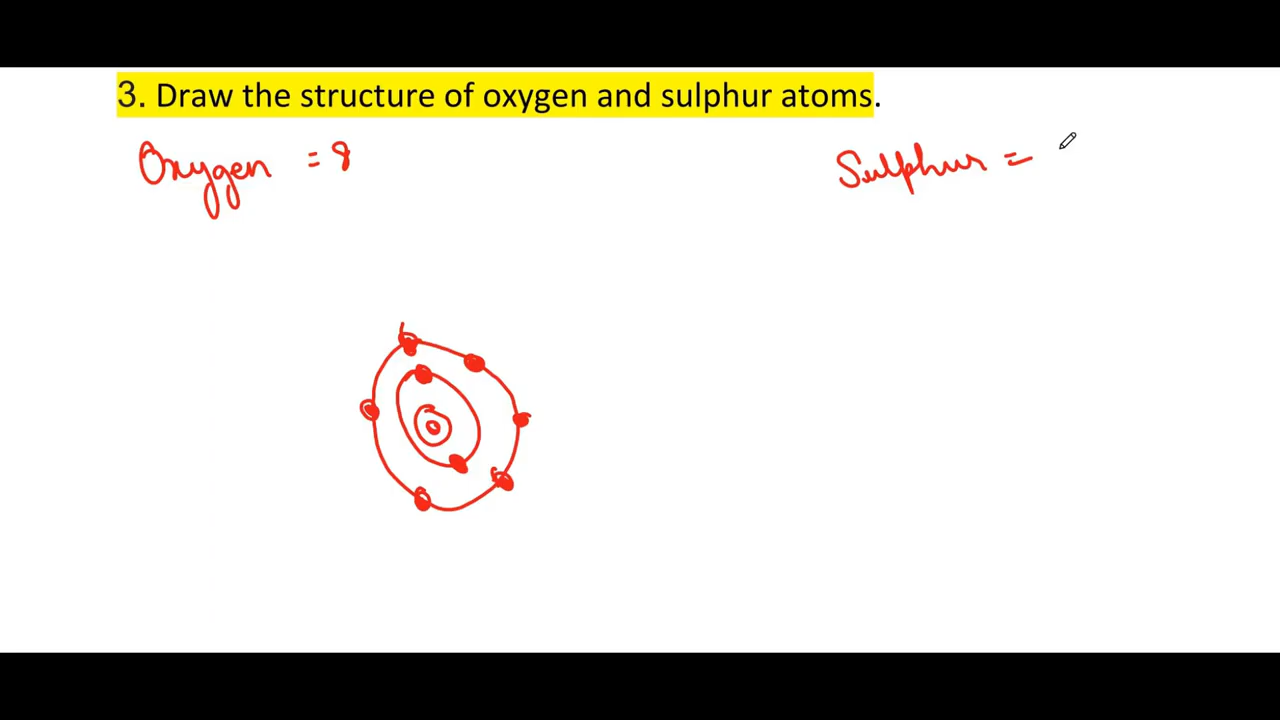 3. Draw the structure of oxygen and sulphur atoms.
Oxygen = 8
Sulphur =